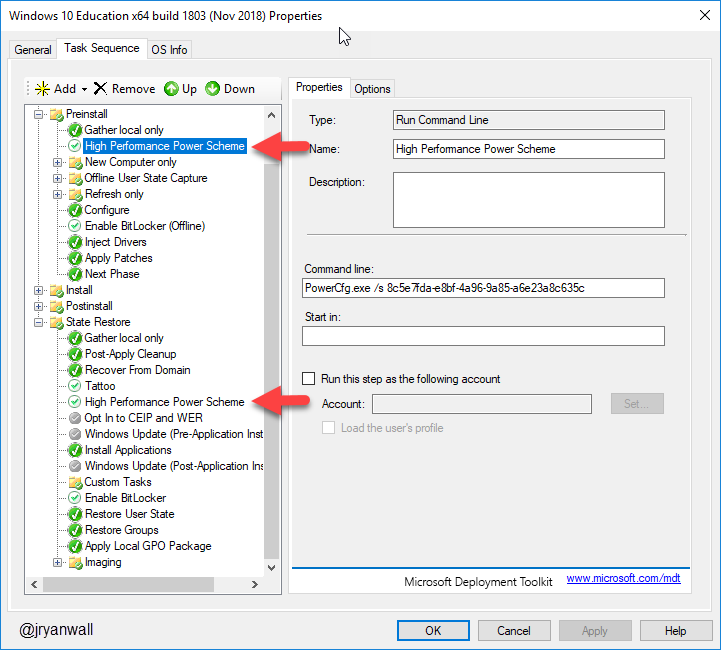 Windows 10 Education x64 build 1803 (Nov 2018) Properties
General
Task Sequence
OS Info
Add
Remove
Up
Down
Preinstall
Gather local only
High Performance Power Scheme
New Computer only
Offline User State Capture
Refresh only
Configure
Enable BitLocker (Offline)
Inject Drivers
Apply Patches
Next Phase
Install
Postinstall
State Restore
Gather local only
Post-Apply Cleanup
Recover From Domain
Tattoo
High Performance Power Scheme
Opt In to CEIP and WER
Windows Update (Pre-Application Inst
Install Applications
Windows Update (Post-Application Ins
Custom Tasks
Enable BitLocker
Restore User State
Restore Groups
Apply Local GPO Package
Imaging
Properties
Options
Type:
Run Command Line
Name:
High Performance Power Scheme
Description:
Command line:
PowerCfg.exe /s 8c5e7fda-e8bf-4a96-9a85-a6e23a8c635c
Start in:
Run this step as the following account
Account:
Set...
Load the user's profile
Microsoft Deployment Toolkit
www.microsoft.com/mdt
@jryanwall
OK
Cancel
Apply
Help